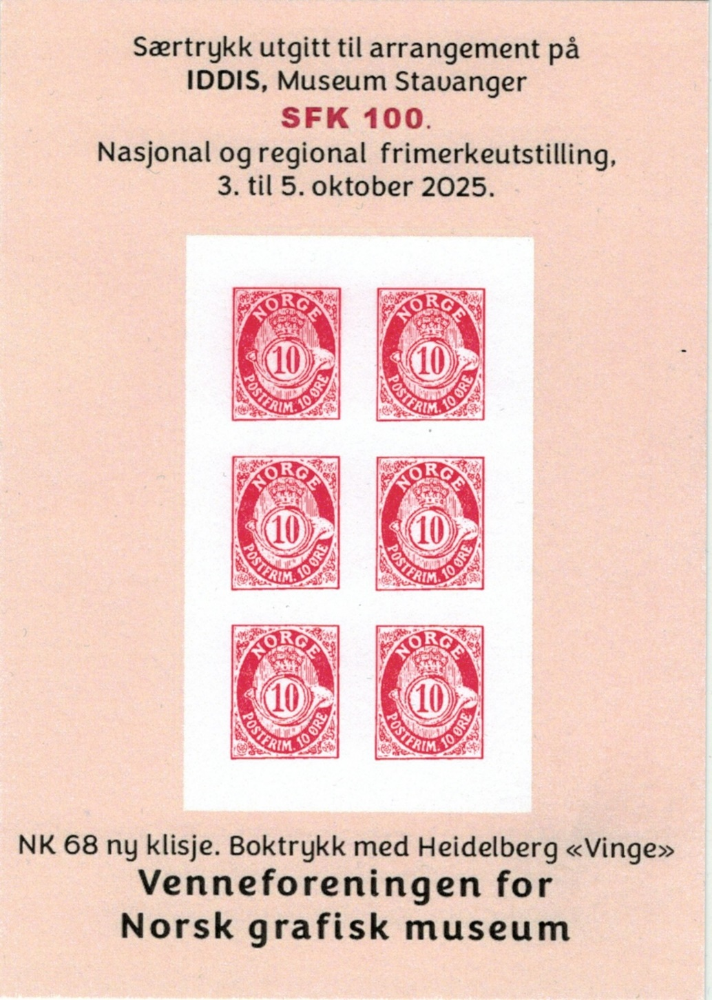 Særtrykk utgitt til arrangement på
IDDIS, Museum Stavanger
SFK 100.
Nasjonal og regional frimerkeutstilling,
3. til 5. oktober 2025.
NORGE
10
POSTFRIM. 10 ØRE
NORGE
10
POSTFRIM. 10 ØRE
NORGE
10
POSTFRIM. 10 ØRE
NORGE
10
POSTFRIM. 10 ØRE
NORGE
10
POSTFRIM. 10 ØRE
NORGE
10
POSTFRIM. 10 ØRE
NK 68 ny klisje. Boktrykk med Heidelberg «Vinge»
Venneforeningen for
Norsk grafisk museum